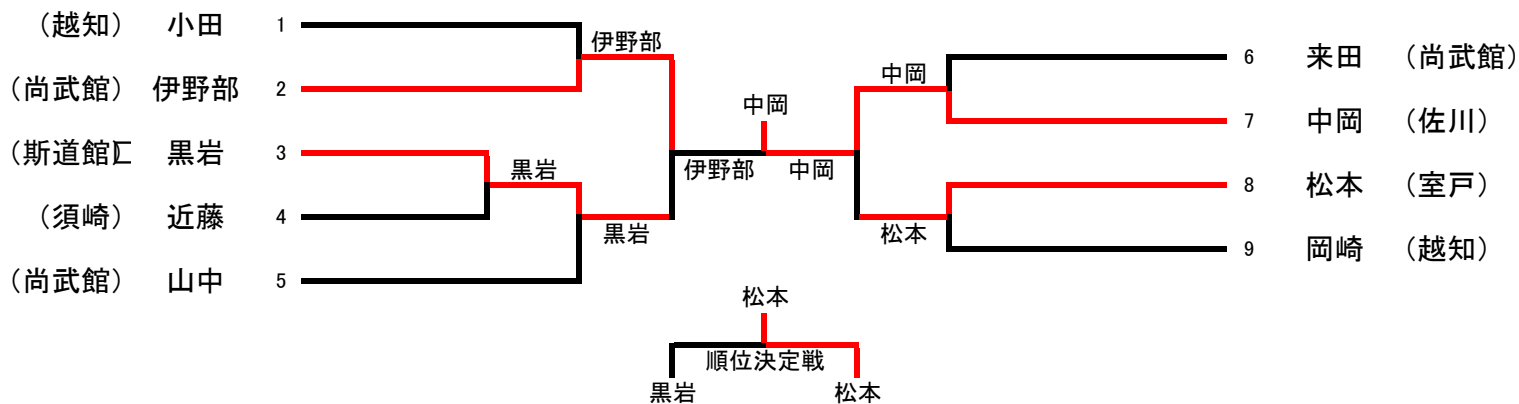 （越知） 小田 1
（尚武館） 伊野部 2
（斯道館 黒岩 3
（須崎） 近藤 4
（尚武館） 山中 5
伊野部
黒岩
黒岩
伊野部
中岡
中岡
中岡
松本
6 来田 （尚武館）
7 中岡 （佐川）
8 松本 （室戸）
9 岡崎 （越知）
松本
順位決定戦
黒岩 松本